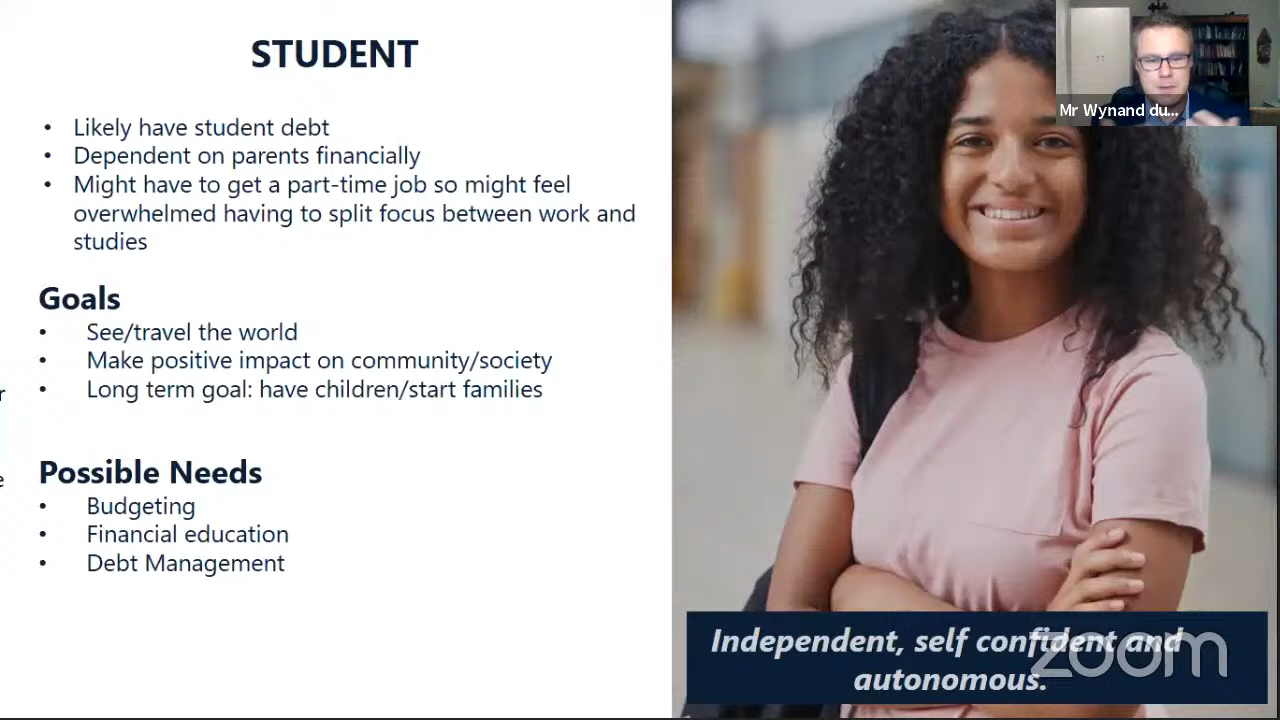 STUDENT
• Likely have student debt
• Dependent on parents financially
• Might have to get a part-time job so might feel
overwhelmed having to split focus between work and
studies
Goals
• See/travel the world
• Make positive impact on community/society
• Long term goal: have children/start families
r
Possible Needs
e
• Budgeting
• Financial education
• Debt Management
Mr Wynand du...
Independent, self confident and
autonomous.
zoom